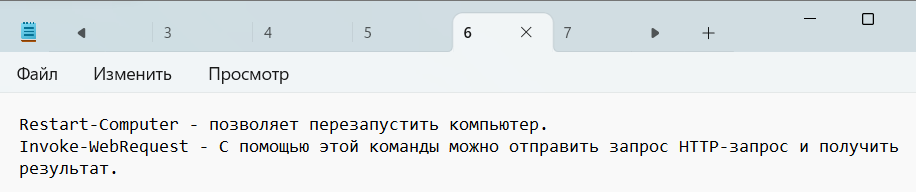 3 4 5 6 7
Файл Изменить Просмотр
Restart-Computer - позволяет перезапустить компьютер.
Invoke-WebRequest - С помощью этой команды можно отправить запрос HTTP-запрос и получить
результат.